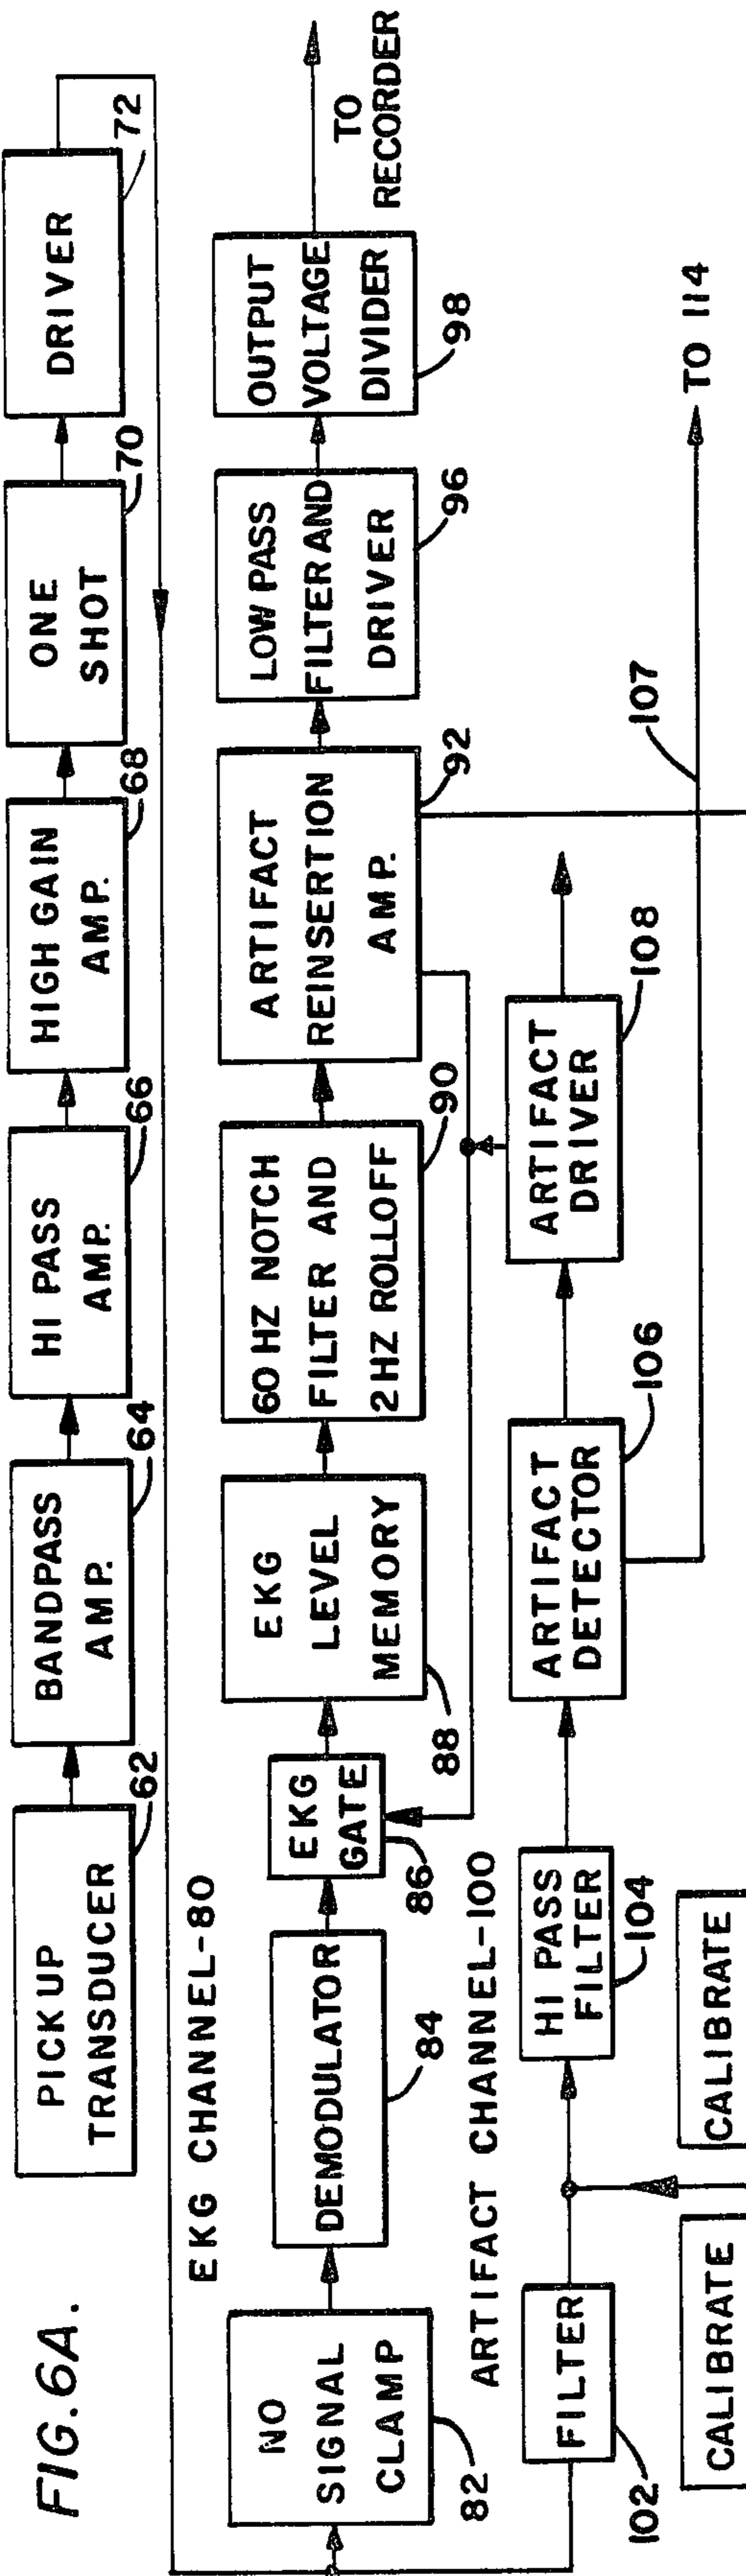 FIG. 6A.
PICKUP
TRANSDUCER
62
BANDPASS
AMP.
64
HI PASS
AMP.
66
HIGH GAIN
AMP.
68
ONE
SHOT
70
DRIVER
72
EKG CHANNEL-80
NO
SIGNAL
CLAMP
82
DEMODULATOR
84
EKG
GATE
86
EKG
LEVEL
MEMORY
88
60 HZ NOTCH
FILTER AND
2 HZ ROLLOFF
90
ARTIFACT
REINSERTION
AMP.
92
LOW PASS
FILTER AND
DRIVER
96
OUTPUT
VOLTAGE
DIVIDER
98
TO
RECORDER
ARTIFACT CHANNEL-100
FILTER
102
HI PASS
FILTER
104
ARTIFACT
DETECTOR
106
ARTIFACT
DRIVER
108
107
TO 114
CALIBRATE
CALIBRATE